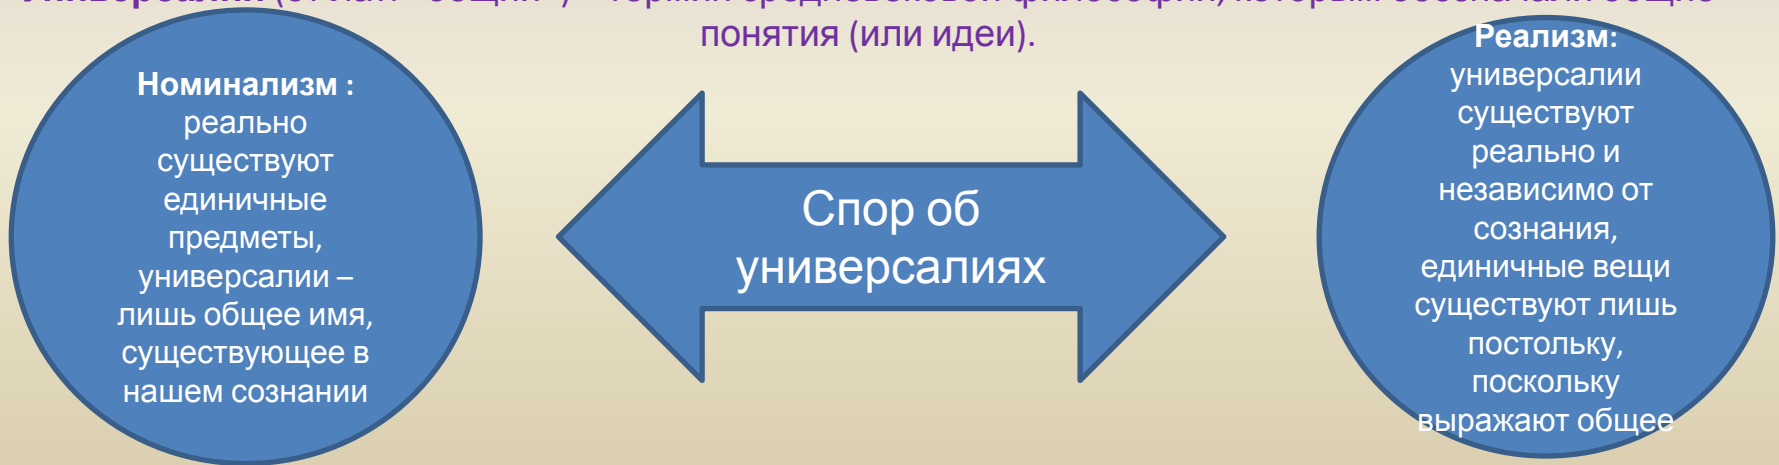 понятия (или идеи).
Номинализм :
реально
существуют
единичные
предметы,
универсалии –
лишь общее имя,
существующее в
нашем сознании
Спор об
универсалиях
Реализм:
универсалии
существуют
реально и
независимо от
сознания,
единичные вещи
существуют лишь
постольку,
поскольку
выражают общее